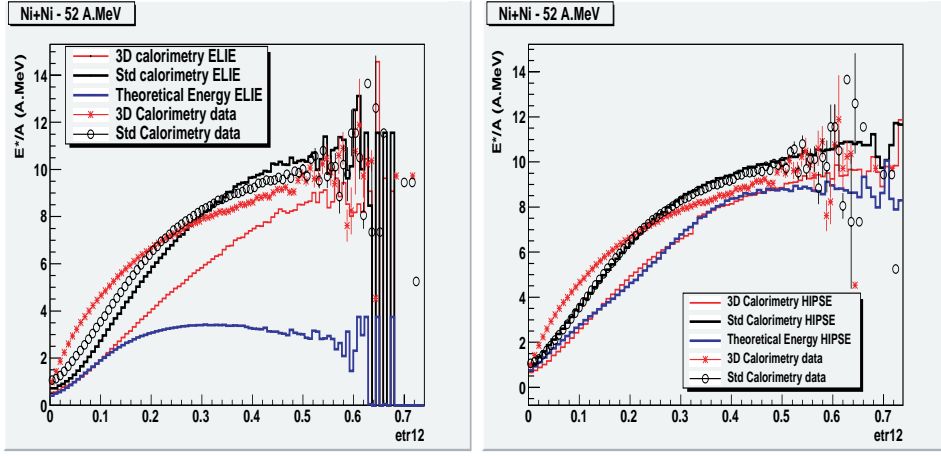 Ni+Ni - 52 A.MeV
E*/A (A.MeV)
3D calorimetry ELIE
Std calorimetry ELIE
Theoretical Energy ELIE
3D Calorimetry data
Std Calorimetry data
14
12
10
8
6
4
2
0
0 0.1 0.2 0.3 0.4 0.5 0.6 0.7
etr12
Ni+Ni - 52 A.MeV
E*/A (A.MeV)
14
12
10
8
6
4
2
0
3D Calorimetry HIPSE
Std Calorimetry HIPSE
Theoretical Energy HIPSE
3D Calorimetry data
Std Calorimetry data
0 0.1 0.2 0.3 0.4 0.5 0.6 0.7
etr12